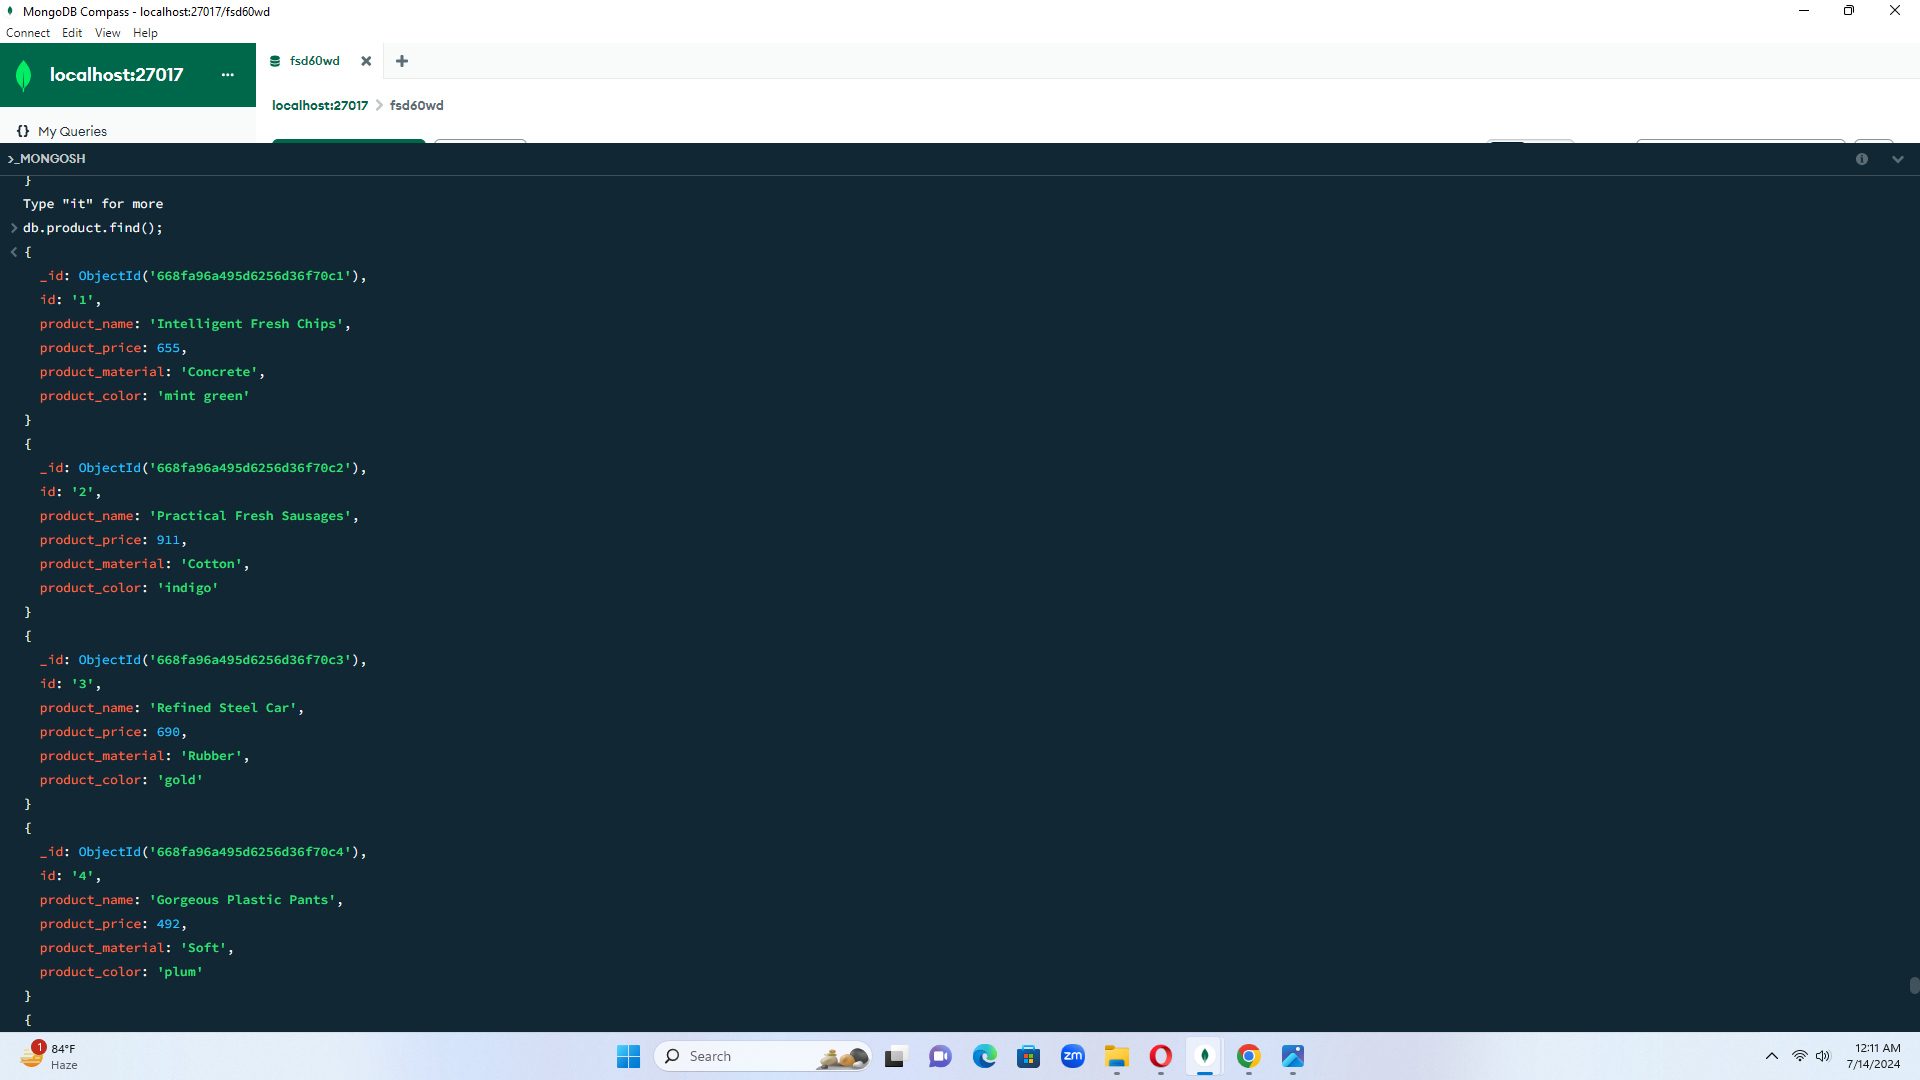 MongoDB Compass - localhost:27017/fsd60wd
Connect Edit View Help
localhost:27017 ...
fsd60wd
localhost:27017 > fsd60wd
{} My Queries
>_MONGOSH
}
Type "it" for more
> db.product.find();
< {
_id: ObjectId('668fa96a495d6256d36f70c1'),
id: '1',
product_name: 'Intelligent Fresh Chips',
product_price: 655,
product_material: 'Concrete',
product_color: 'mint green'
}
{
_id: ObjectId('668fa96a495d6256d36f70c2'),
id: '2',
product_name: 'Practical Fresh Sausages',
product_price: 911,
product_material: 'Cotton',
product_color: 'indigo'
}
{
_id: ObjectId('668fa96a495d6256d36f70c3'),
id: '3',
product_name: 'Refined Steel Car',
product_price: 690,
product_material: 'Rubber',
product_color: 'gold'
}
{
_id: ObjectId('668fa96a495d6256d36f70c4'),
id: '4',
product_name: 'Gorgeous Plastic Pants',
product_price: 492,
product_material: 'Soft',
product_color: 'plum'
}
{
1
84°F
Haze
Search
zm
12:11 AM
7/14/2024